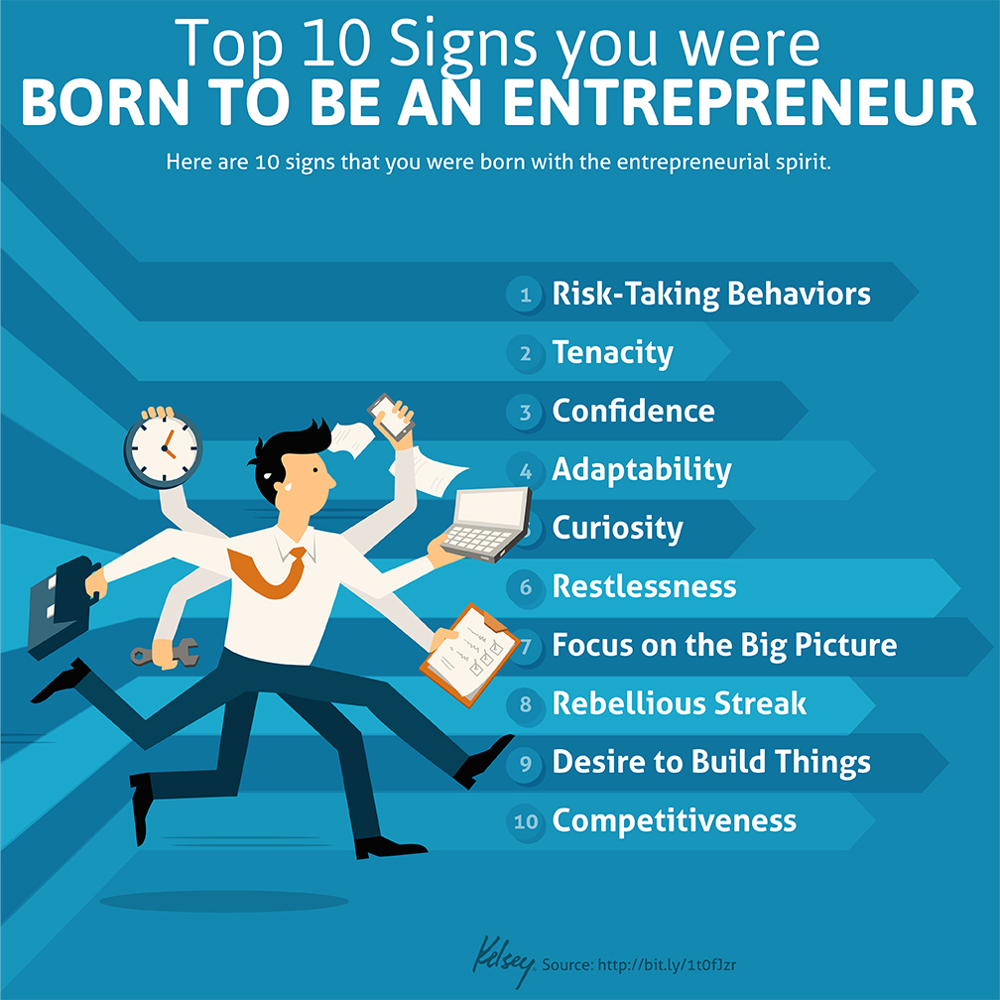 Top 10 Signs you were
BORN TO BE AN ENTREPRENEUR
Here are 10 signs that you were born with the entrepreneurial spirit.
1 Risk-Taking Behaviors
2 Tenacity
3 Confidence
4 Adaptability
5 Curiosity
6 Restlessness
7 Focus on the Big Picture
8 Rebellious Streak
9 Desire to Build Things
10 Competitiveness
Kelsey. Source: http://bit.ly/1t0fJzr